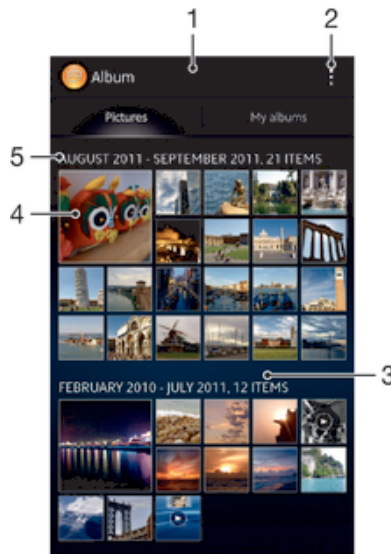 1
2
Album
Pictures
My albums
5
AUGUST 2011 - SEPTEMBER 2011, 21 ITEMS
4
3
FEBRUARY 2010 - JULY 2011, 12 ITEMS